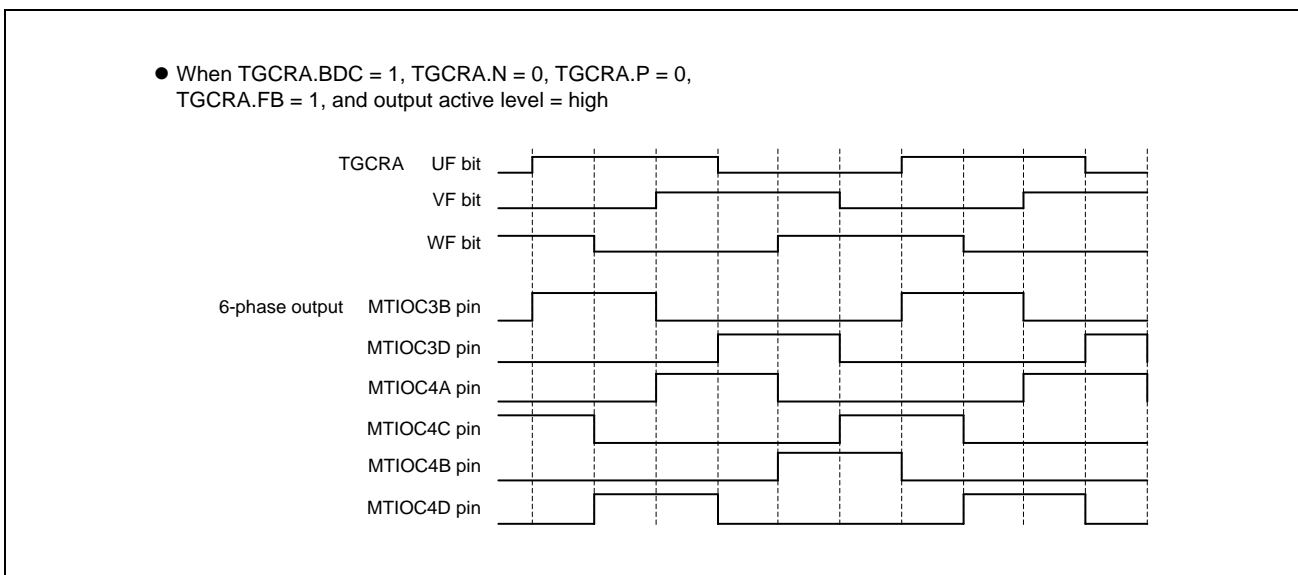 ● When TGCRA.BDC = 1, TGCRA.N = 0, TGCRA.P = 0,
TGCRA.FB = 1, and output active level = high
TGCRA UF bit
VF bit
WF bit
6-phase output MTIOC3B pin
MTIOC3D pin
MTIOC4A pin
MTIOC4C pin
MTIOC4B pin
MTIOC4D pin